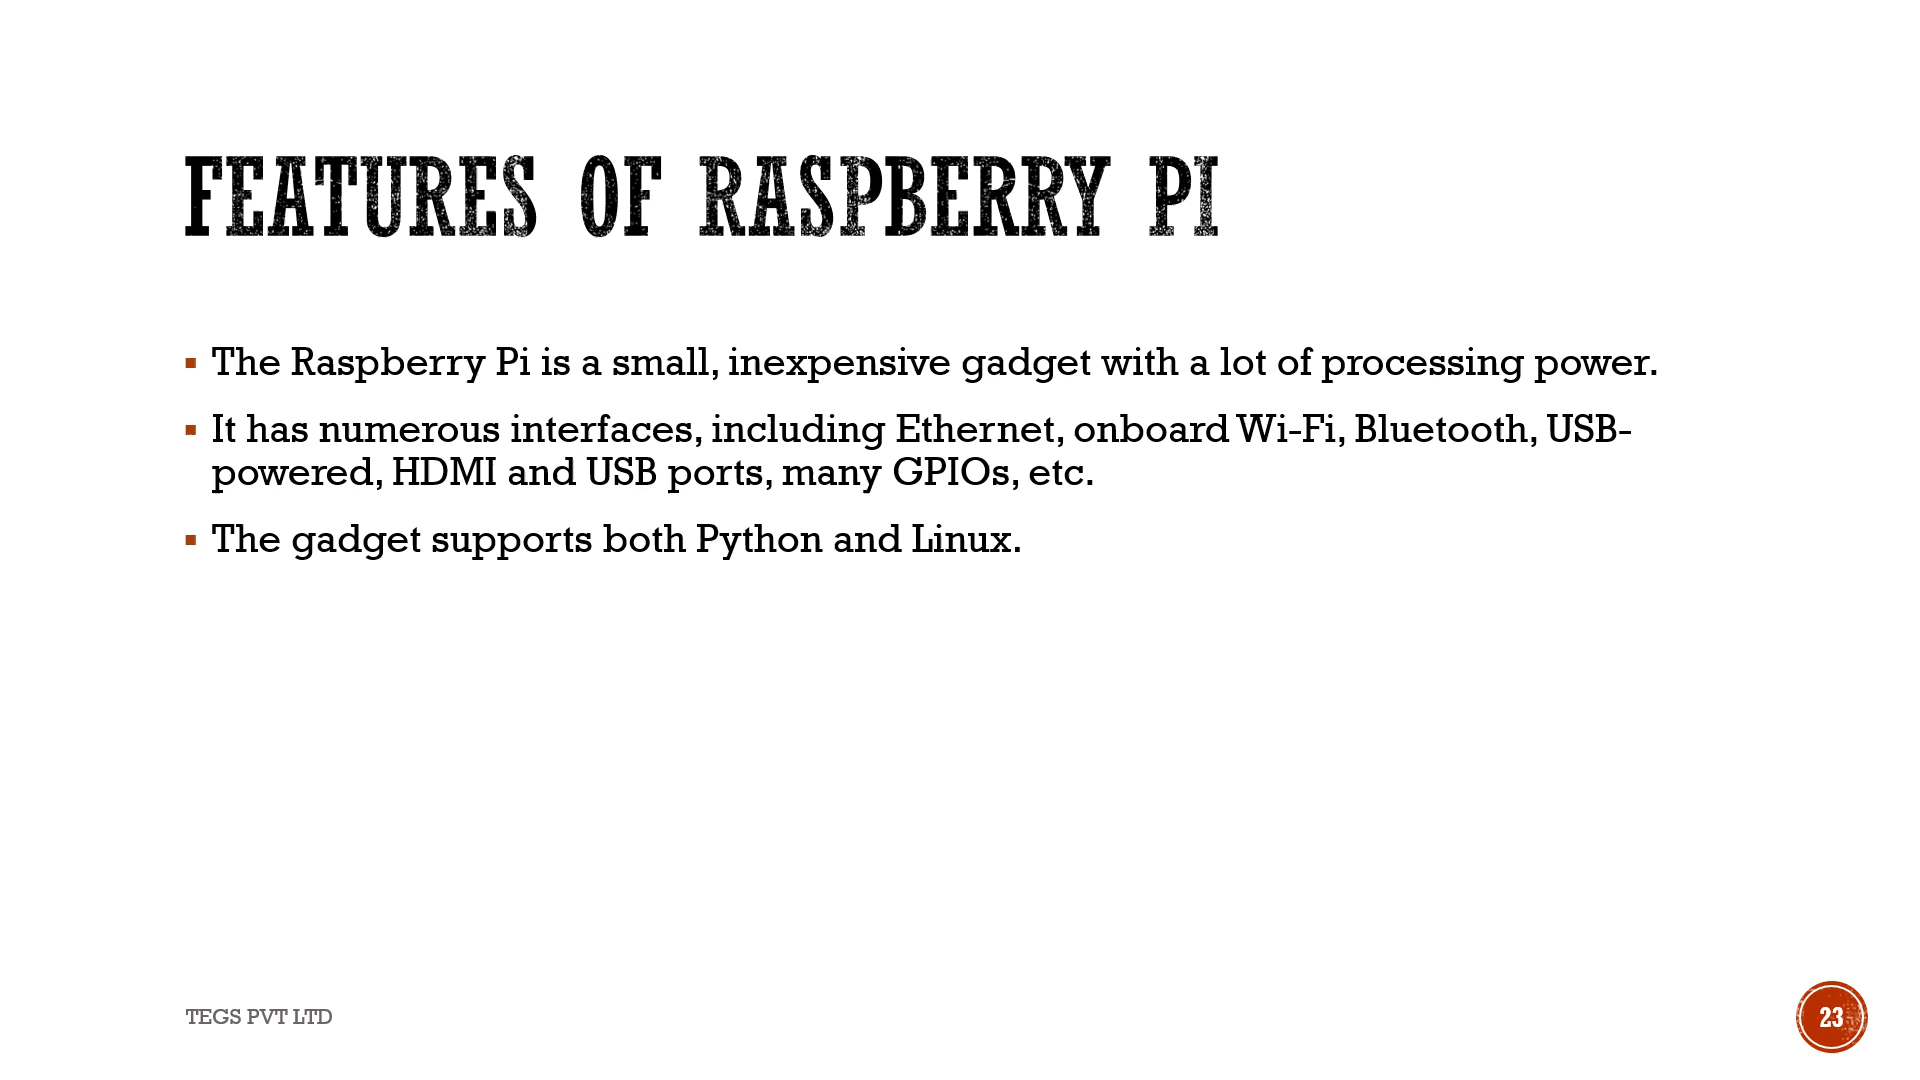 FEATURES OF RASPBERRY PI
▪ The Raspberry Pi is a small, inexpensive gadget with a lot of processing power.
▪ It has numerous interfaces, including Ethernet, onboard Wi-Fi, Bluetooth, USB-
powered, HDMI and USB ports, many GPIOs, etc.
▪ The gadget supports both Python and Linux.
TEGS PVT LTD
23